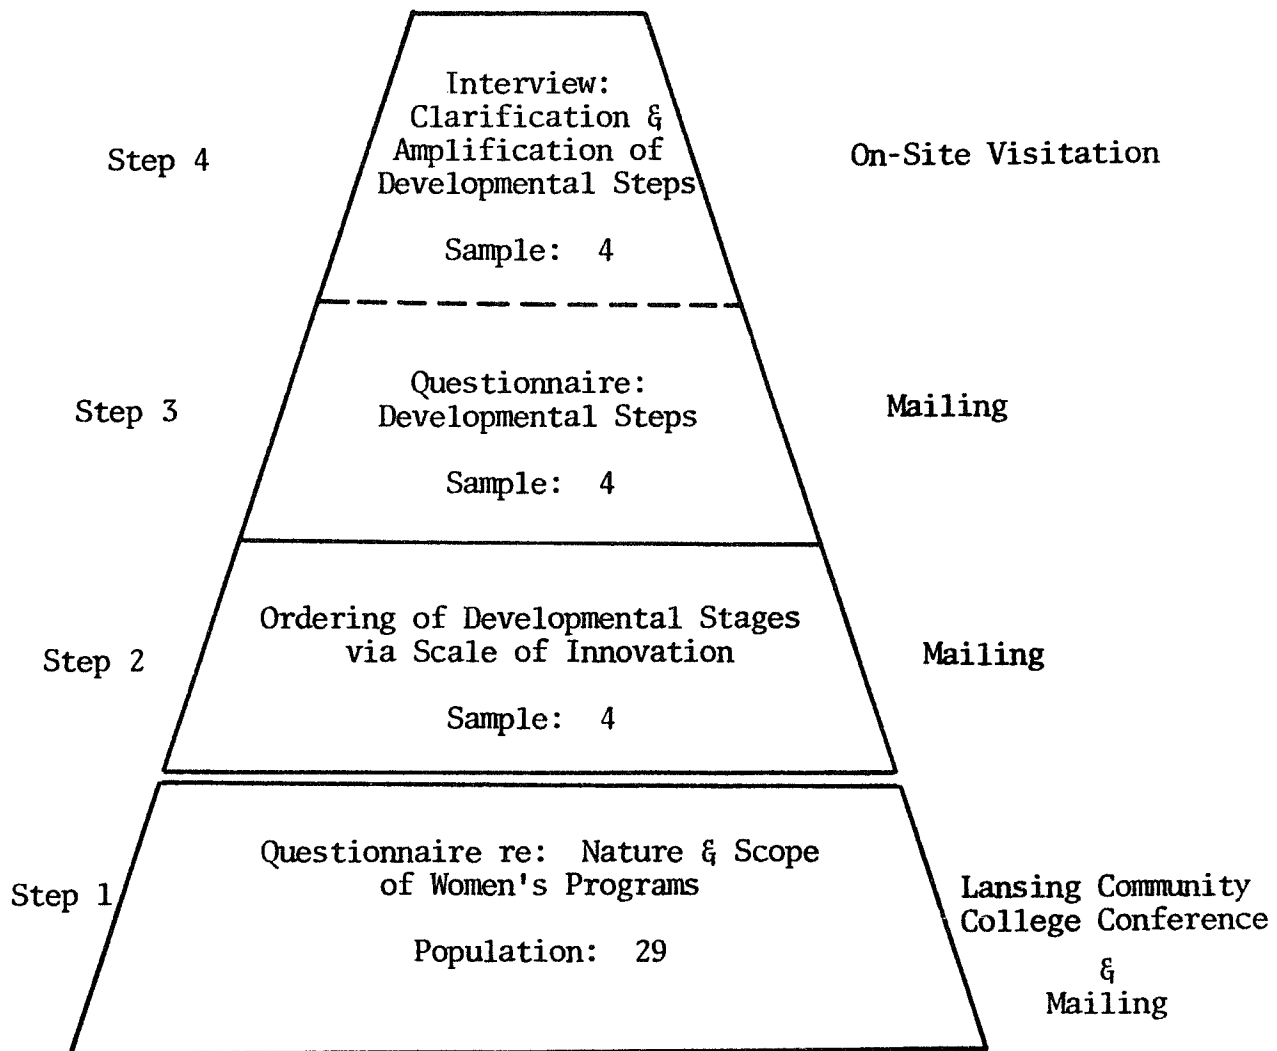 Interview:
Clarification &
Amplification of
Developmental Steps
Sample: 4
Step 4
On-Site Visitation
Questionnaire:
Developmental Steps
Sample: 4
Step 3
Mailing
Ordering of Developmental Stages
via Scale of Innovation
Sample: 4
Step 2
Mailing
Questionnaire re: Nature & Scope
of Women's Programs
Population: 29
Step 1
Lansing Community
College Conference
&
Mailing